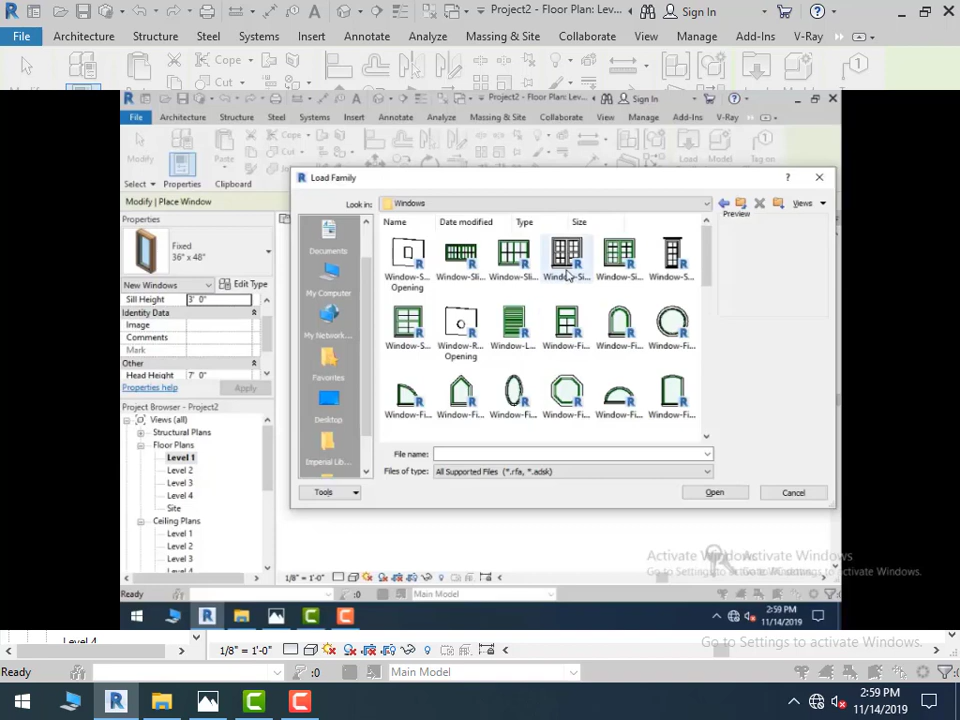 Project2 - Floor Plan: Lev... Sign In
File Architecture Structure Steel Systems Insert Annotate Analyze Massing & Site Collaborate View Manage Add-Ins V-Ray
Cope
Cut
Project2 - Floor Plan: Lev... Sign In
File Architecture Structure Steel Systems Insert Annotate Analyze Massing & Site Collaborate View Manage Add-Ins V-Ray
Cope
Cut
Modify Paste Load Model Tag on
Select Properties Clipboard
Modify | Place Window
Load Family
Look in: Windows Views
Properties
Name Date modified Type Size
Preview
Fixed
36" x 48"
New Windows Edit Type
Sill Height 3' 0"
Identity Data
Image
Comments
Mark
Other
Head Height 7' 0"
Properties help Apply
Documents
My Computer
My Network...
Favorites
Desktop
Imperial Lib...
Window-S... Opening
Window-Sli...
Window-Sli...
Window-Si...
Window-Si...
Window-S...
Window-S...
Window-R... Opening
Window-L...
Window-Fi...
Window-Fi...
Window-Fi...
Window-Fi...
Window-Fi...
Window-Fi...
Window-Fi...
Window-Fi...
Window-Fi...
File name:
Files of type: All Supported Files (*.rfa, *.adsk)
Tools Open Cancel
Project Browser - Project2
Views (all)
Structural Plans
Floor Plans
Level 1
Level 2
Level 3
Level 4
Site
Ceiling Plans
Level 1
Level 2
Level 3
Level 4
1/8" = 1'-0"
Activate Windows
Go to Settings to activate Windows.
Activate Windows
Go to Settings to activate Windows.
Ready :0 Main Model
2:59 PM
11/14/2019
Level 4
1/8" = 1'-0"
Ready :0 Main Model
2:59 PM
11/14/2019